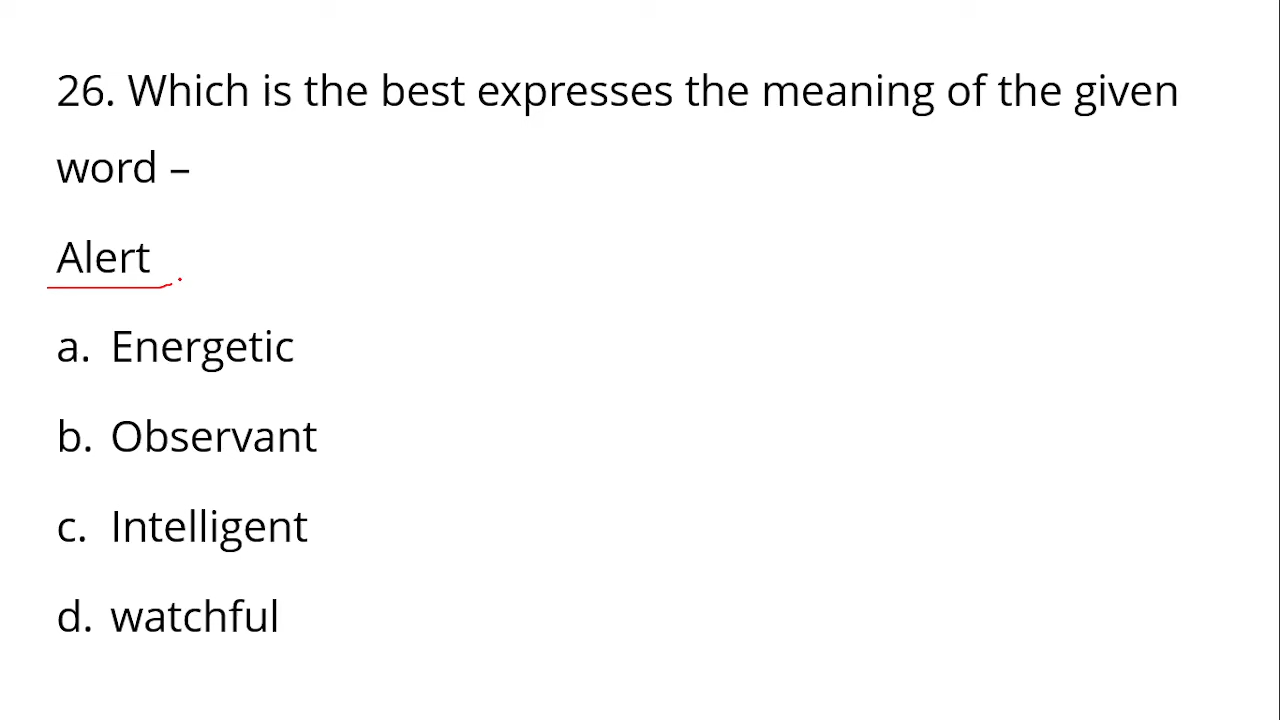 26. Which is the best expresses the meaning of the given
word –
Alert
a. Energetic
b. Observant
c. Intelligent
d. watchful